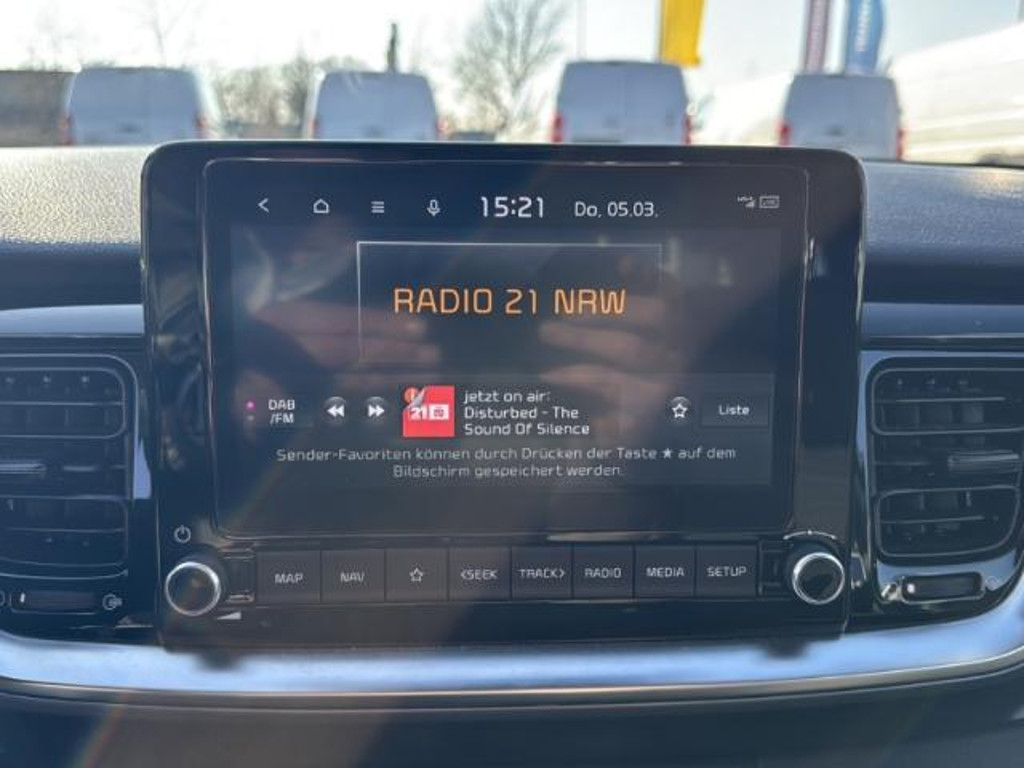 15:21 Do. 05.03.
RADIO 21 NRW
DAB
/FM
21
jetzt on air:
Disturbed - The
Sound Of Silence
Liste
Sender-Favoriten können durch Drücken der Taste ★ auf dem
Bildschirm gespeichert werden.
MAP NAV ☆ <SEEK TRACK> RADIO MEDIA SETUP